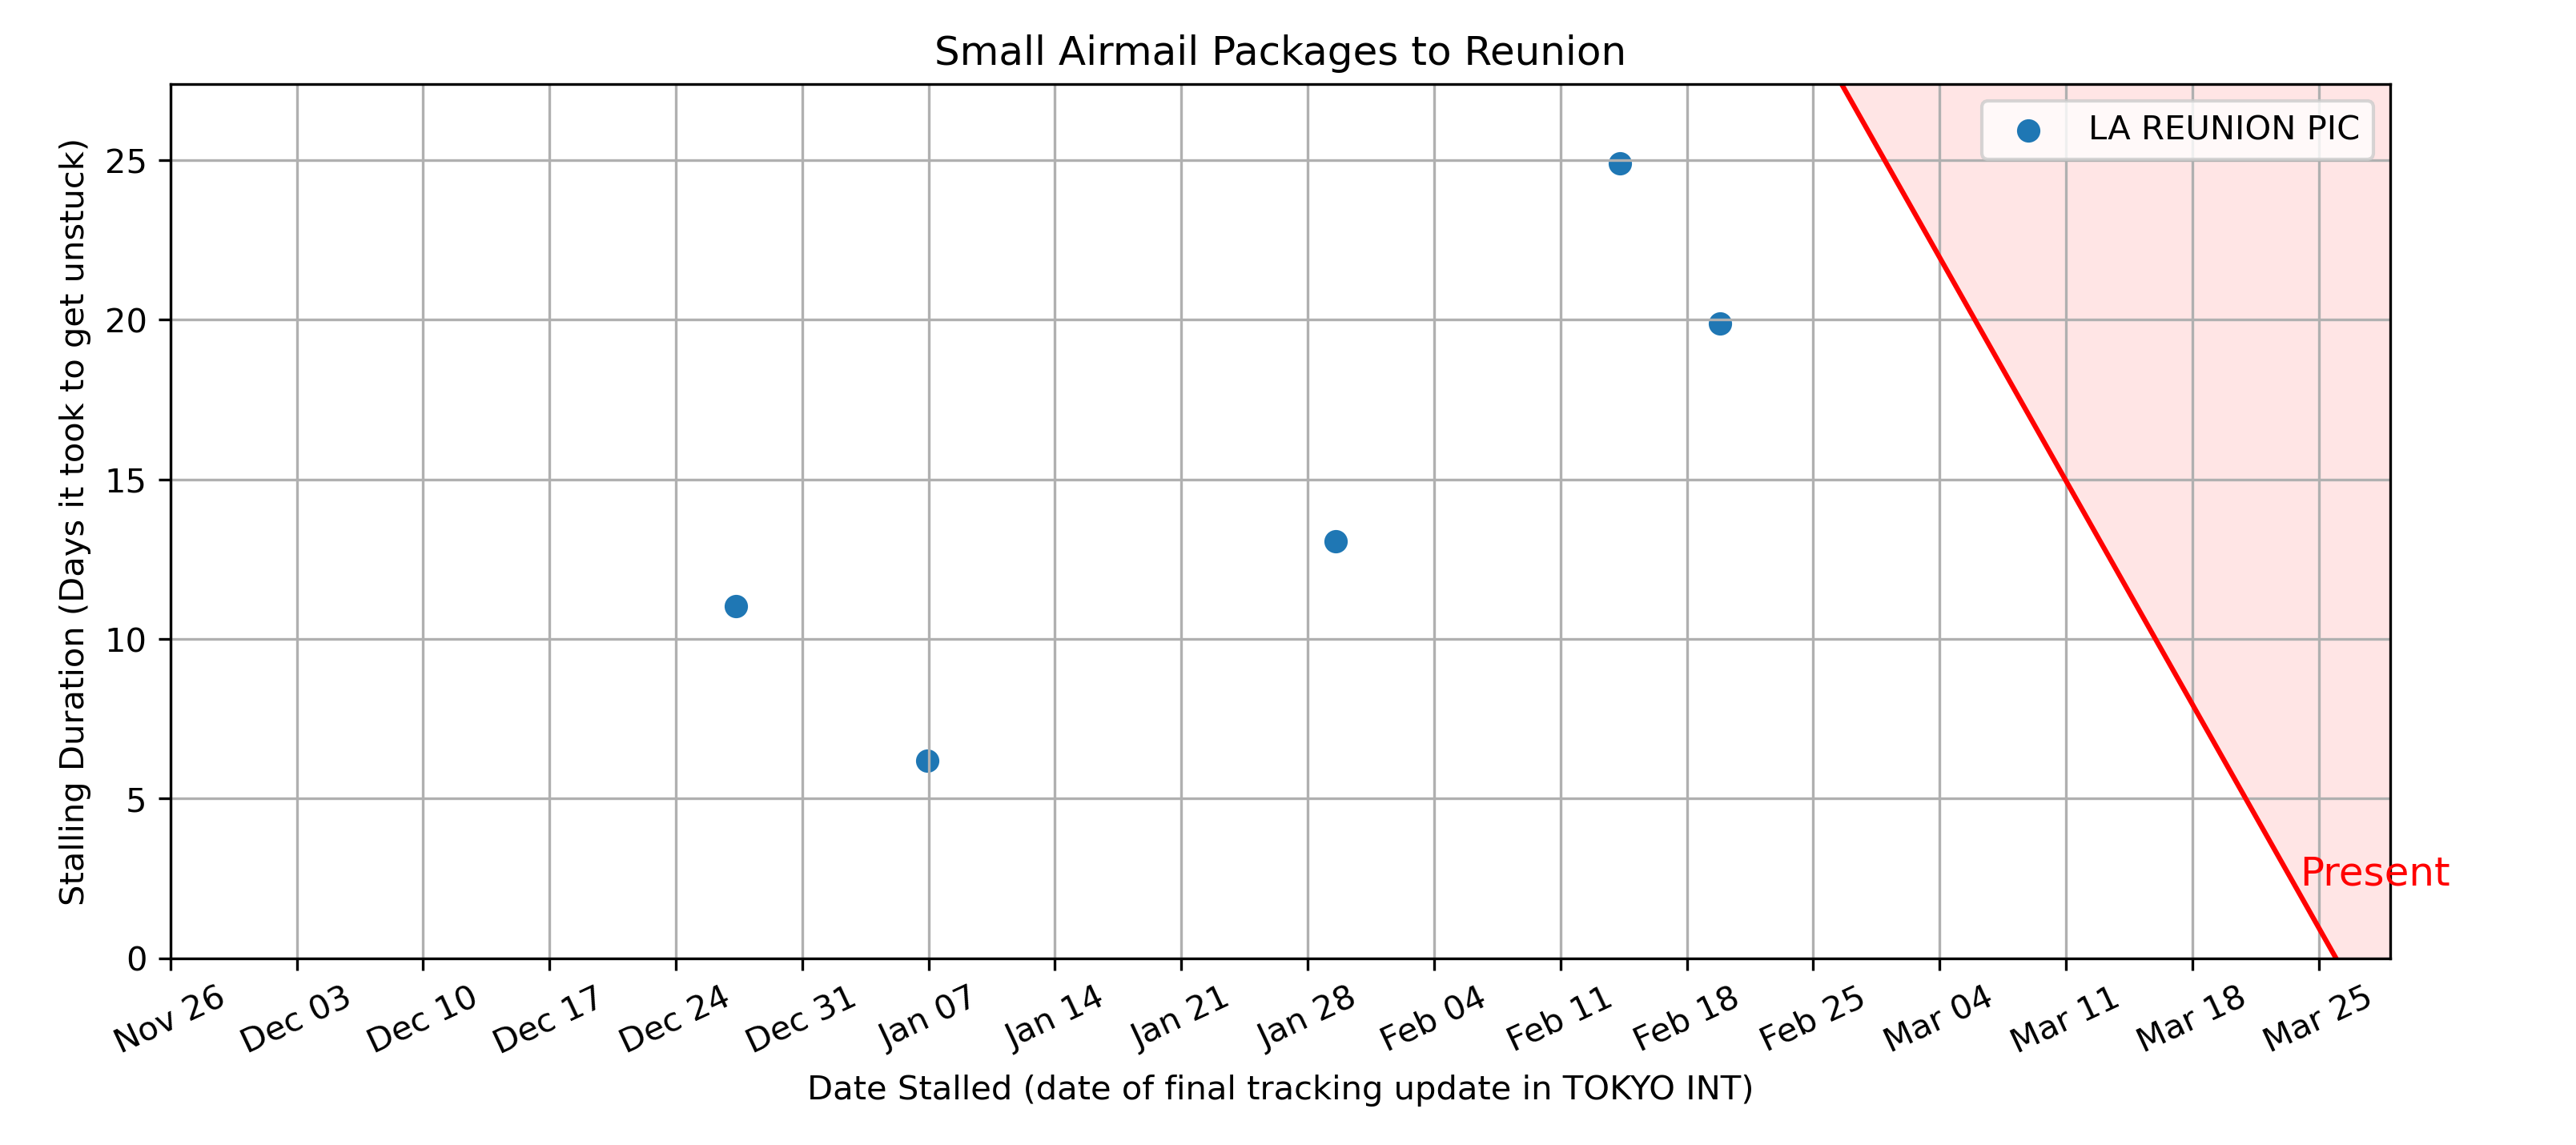 Small Airmail Packages to Reunion
LA REUNION PIC
Stalling Duration (Days it took to get unstuck)
25
20
15
10
5
0
Present
Nov 26 Dec 03 Dec 10 Dec 17 Dec 24 Dec 31 Jan 07 Jan 14 Jan 21 Jan 28 Feb 04 Feb 11 Feb 18 Feb 25 Mar 04 Mar 11 Mar 18 Mar 25
Date Stalled (date of final tracking update in TOKYO INT)